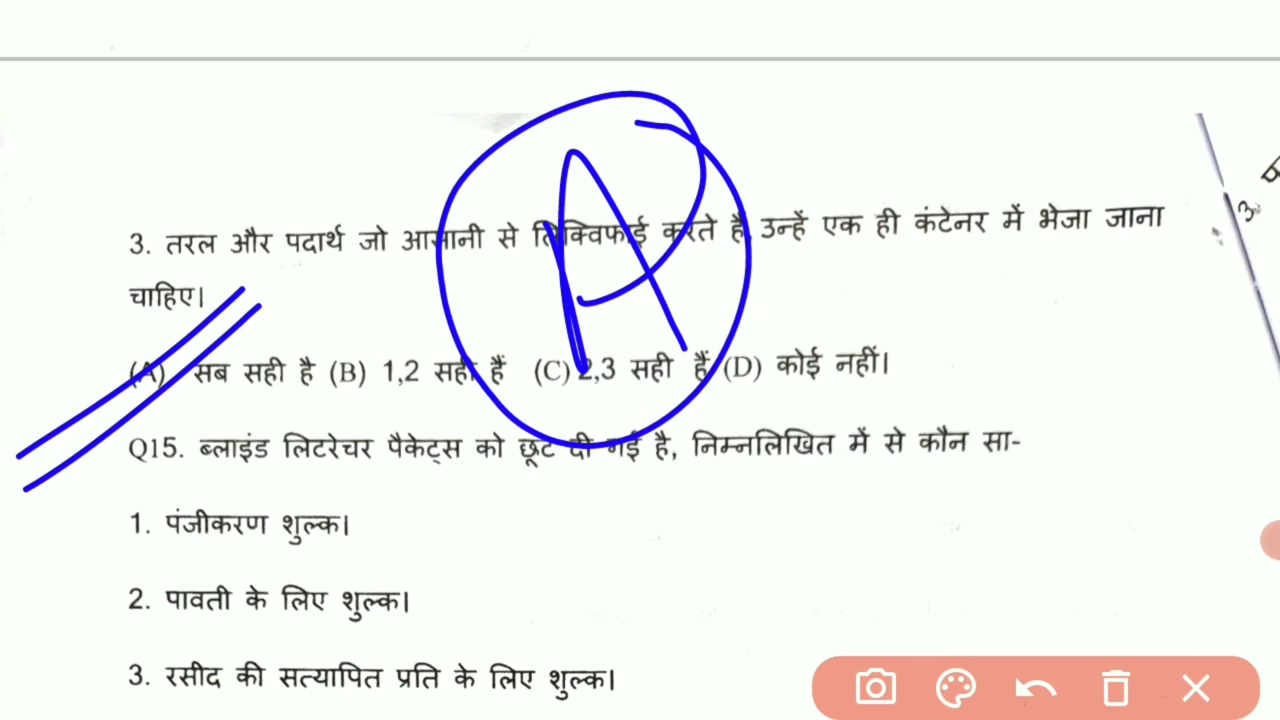 3. तरल और पदार्थ जो आसानी से लिक्विफाई करते है, उन्हें एक ही कंटेनर में भेजा जाना
चाहिए।
(A) सब सही है (B) 1,2 सही हैं (C) 2,3 सही हैं (D) कोई नहीं।
A
Q15. ब्लाइंड लिटरेचर पैकेट्स को छूट दी गई है, निम्नलिखित में से कौन सा-
1. पंजीकरण शुल्क।
2. पावती के लिए शुल्क।
3. रसीद की सत्यापित प्रति के लिए शुल्क।